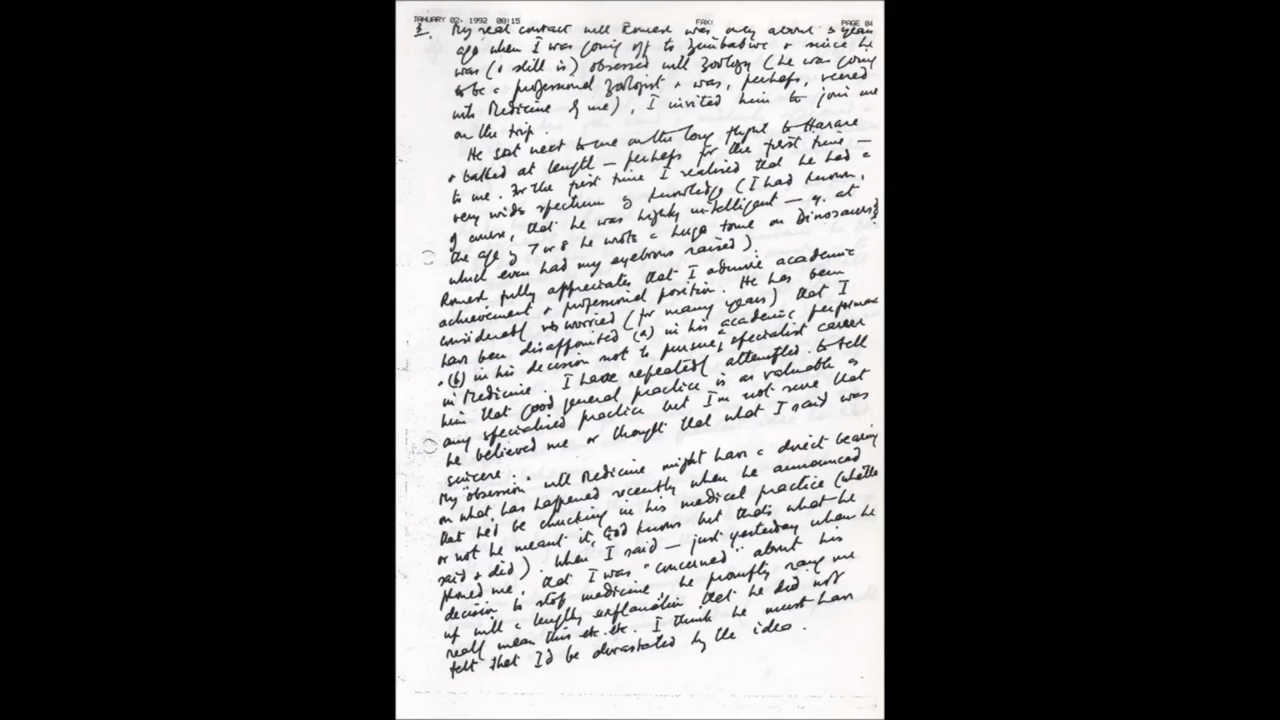 JANUARY 02, 1992 08:15 FAX: PAGE 04
3. My real contact with Romesh was only about 3 years
ago when I was going off to Zimbabwe & since he
was (& still is) obsessed with Zoology (he was going
to be a professional Zoologist & was, perhaps, veered
into Medicine by me), I invited him to join me
on the trip.
He sat next to me on the long flight to Harare
& talked at length — perhaps for the first time —
to me. For the first time I realised that he had a
very wide spectrum of knowledge (I had known,
of course, that he was highly intelligent — at
the age of 7 or 8 he wrote a huge tome on Dinosaurs
which even had my eyebrows raised).
Romesh fully appreciates that I admire academic
achievement & professional position. He has been
considerably worried (for many years) that I
have been disappointed (a) in his academic performance
(b) in his decision not to pursue a specialist career
in Medicine. I have repeatedly attempted to tell
him that good general practice is as valuable as
any specialised practice but I'm not sure that
he believed me or thought that what I said was
sincere.
My "obsession" with Medicine might have a direct bearing
on what has happened recently when he announced
that he'd be chucking in his medical practice (whether
or not he meant it, God knows but that's what he
said & did). When I said — just yesterday when he
phoned me, that I was "concerned" about his
decision to stop medicine, he promptly rang me
up with a lengthy explanation that he did not
really mean this etc. etc. I think he must have
felt that I'd be devastated by the idea.